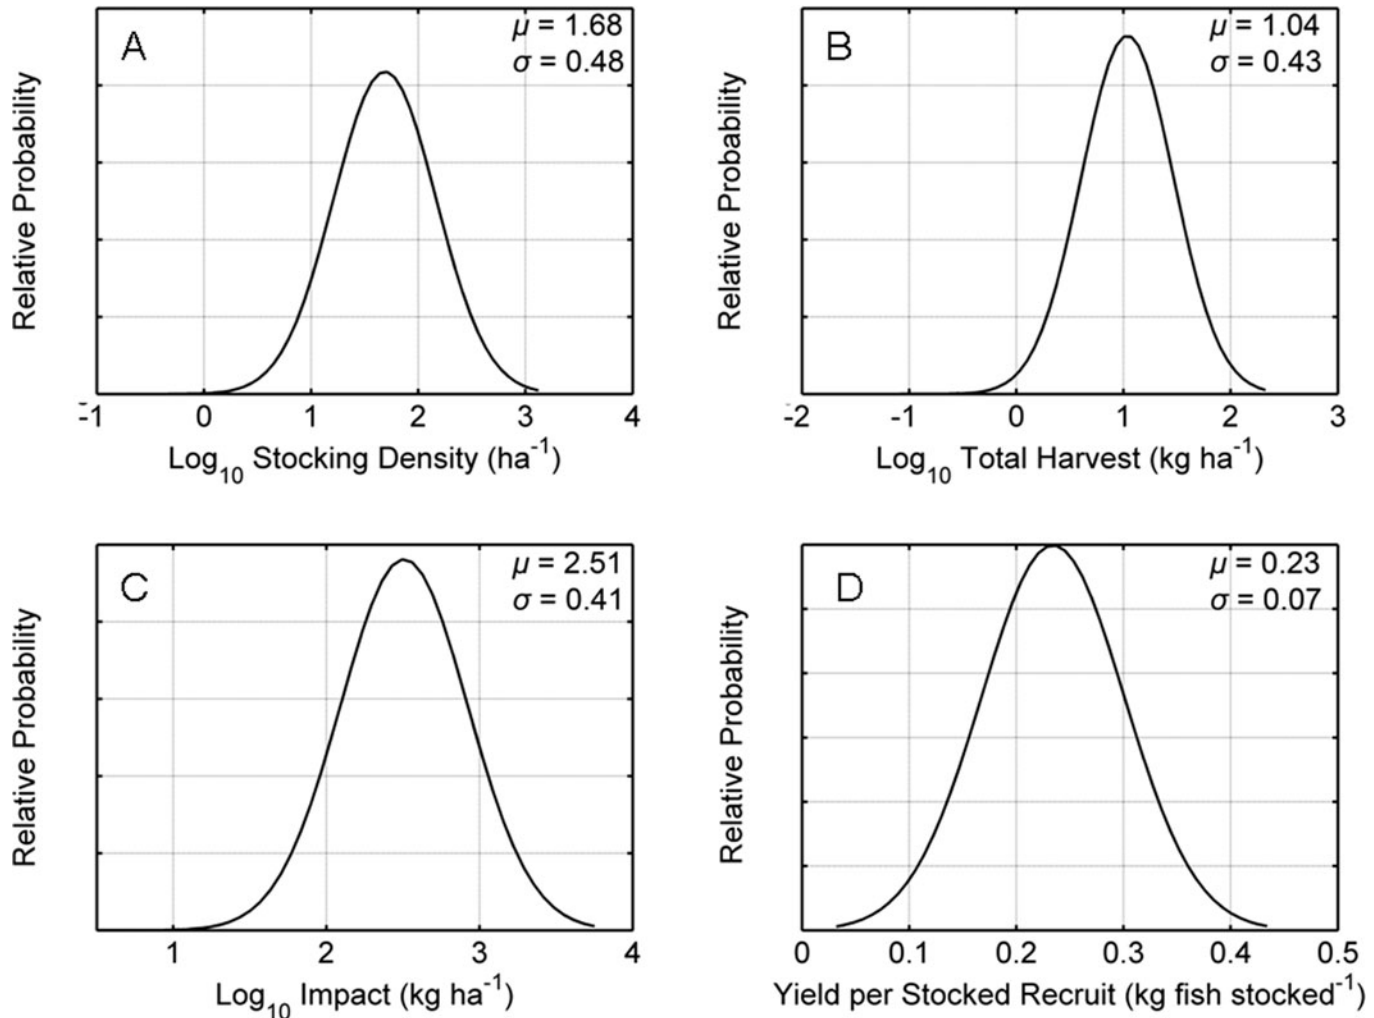 A
μ = 1.68
σ = 0.48
Relative Probability
-1 0 1 2 3 4
Log10 Stocking Density (ha-1)
B
μ = 1.04
σ = 0.43
Relative Probability
-2 -1 0 1 2 3
Log10 Total Harvest (kg ha-1)
C
μ = 2.51
σ = 0.41
Relative Probability
1 2 3 4
Log10 Impact (kg ha-1)
D
μ = 0.23
σ = 0.07
Relative Probability
0 0.1 0.2 0.3 0.4 0.5
Yield per Stocked Recruit (kg fish stocked-1)